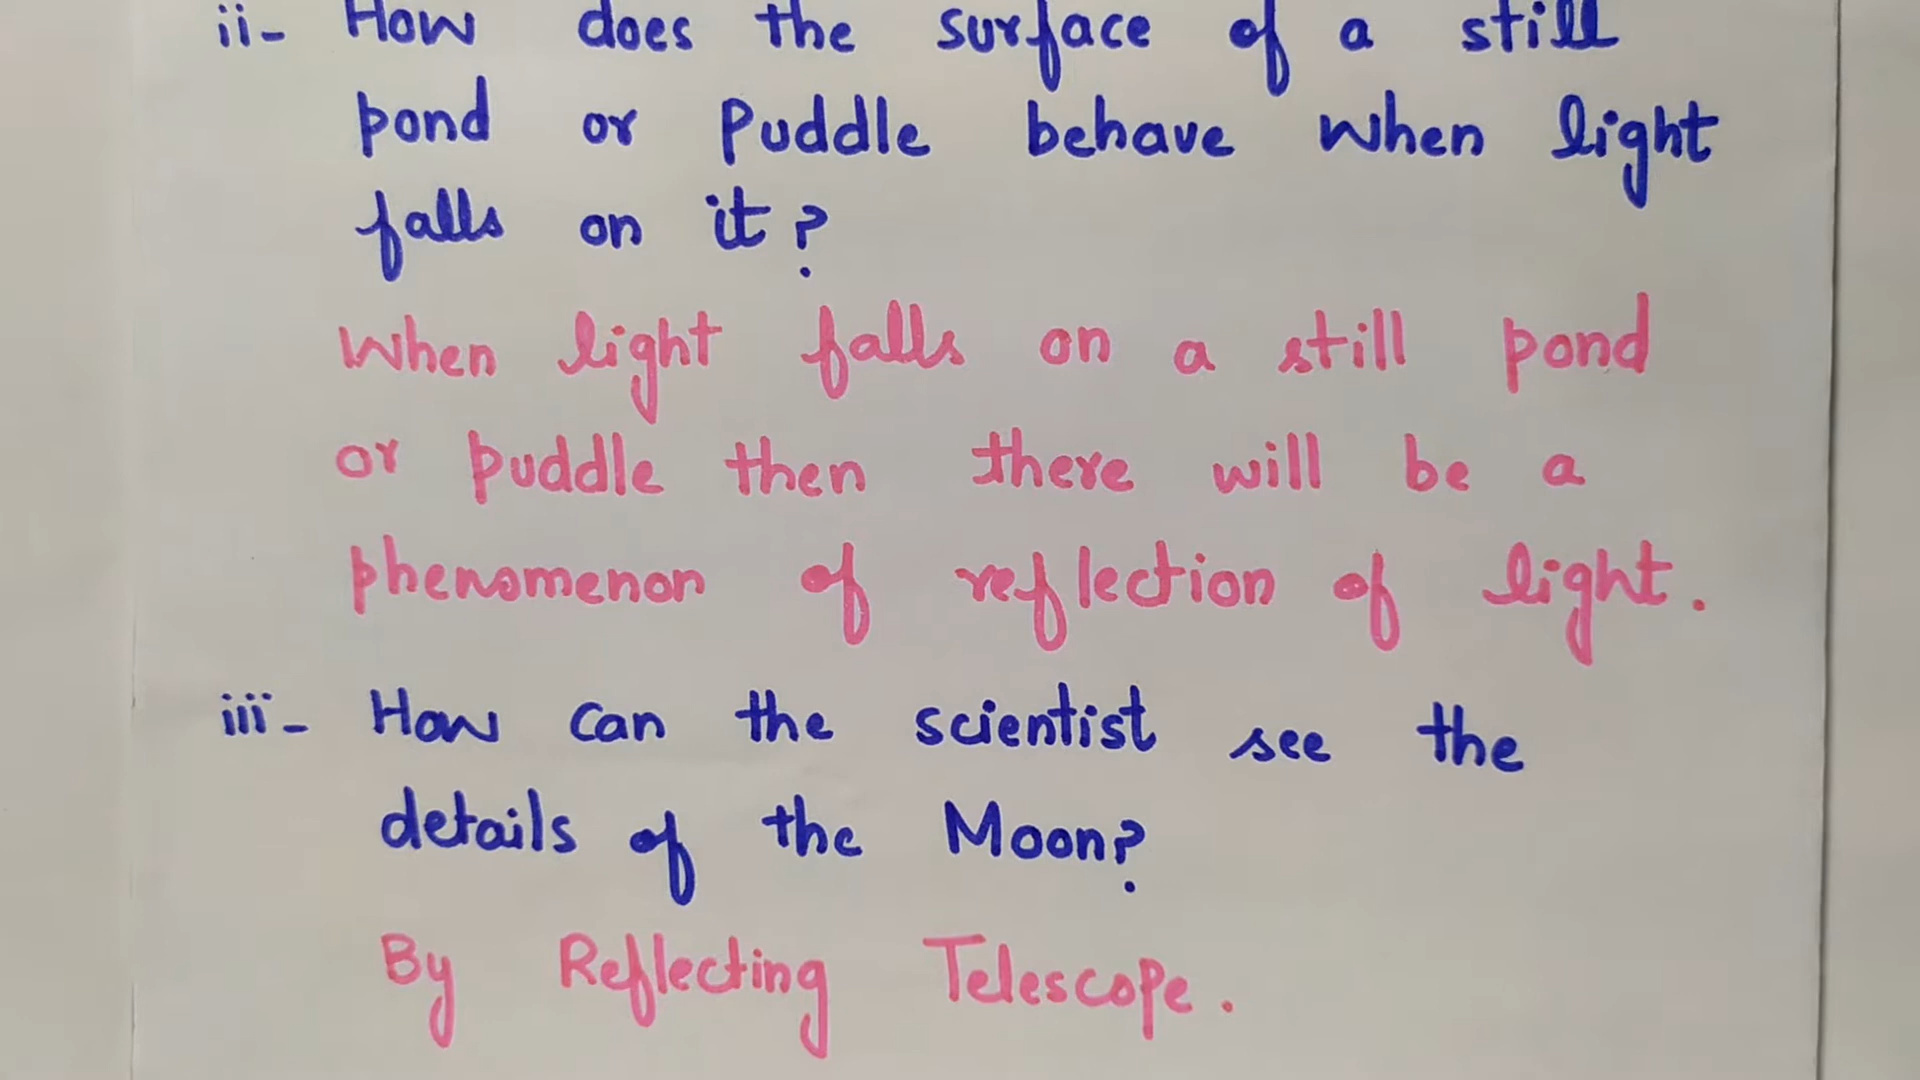 ii- How does the surface of a still
pond or Puddle behave when light
falls on it?
When light falls on a still pond
or puddle then there will be a
phenomenon of reflection of light.
iii- How can the scientist see the
details of the Moon?
By Reflecting Telescope.